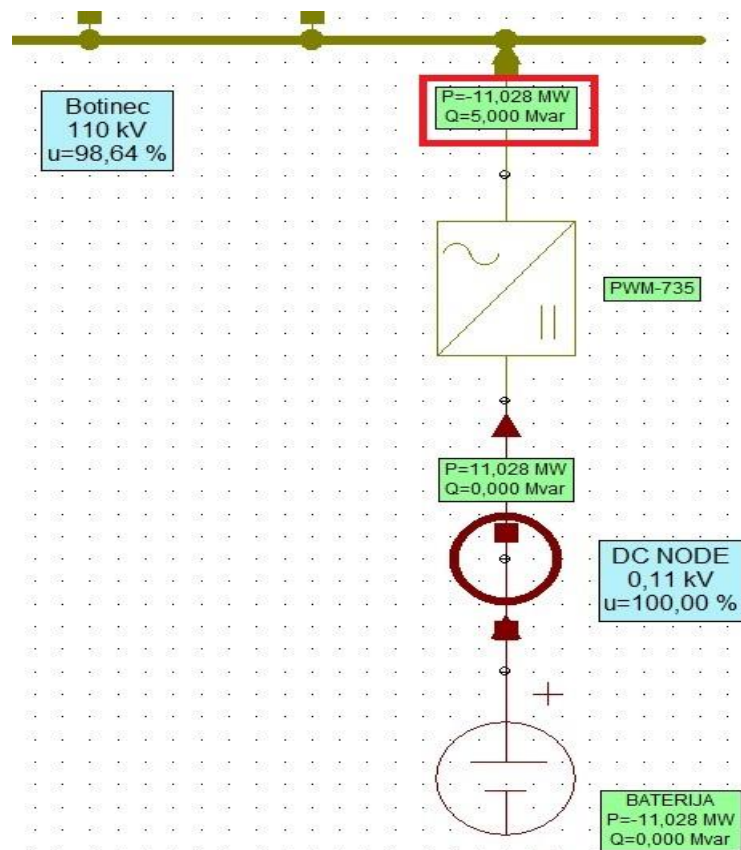 P=-11,028 MW
Q=5,000 Mvar
Botinec
110 kV
u=98,64 %
PWM-735
P=11,028 MW
Q=0,000 Mvar
DC NODE
0,11 kV
u=100,00 %
BATERIJA
P=-11,028 MW
Q=0,000 Mvar